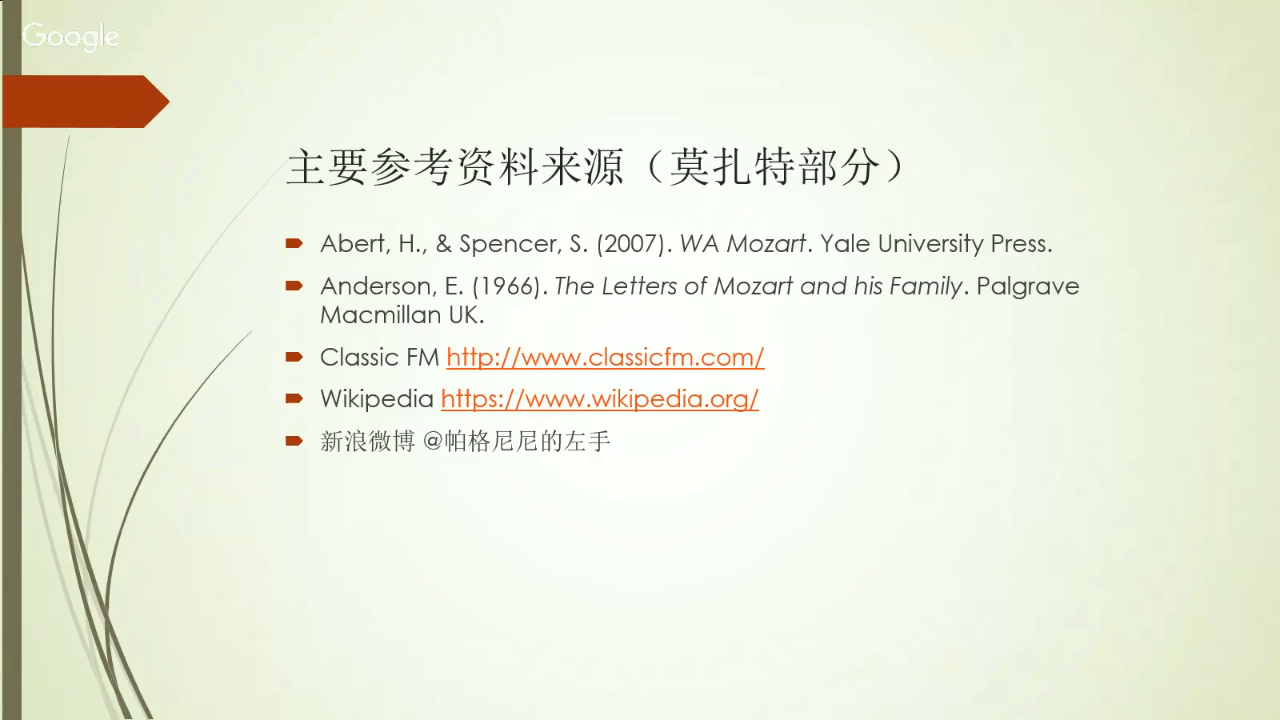 Google
主要参考资料来源（莫扎特部分）
Abert, H., & Spencer, S. (2007). WA Mozart. Yale University Press.
Anderson, E. (1966). The Letters of Mozart and his Family. Palgrave
Macmillan UK.
Classic FM http://www.classicfm.com/
Wikipedia https://www.wikipedia.org/
新浪微博 @帕格尼尼的左手